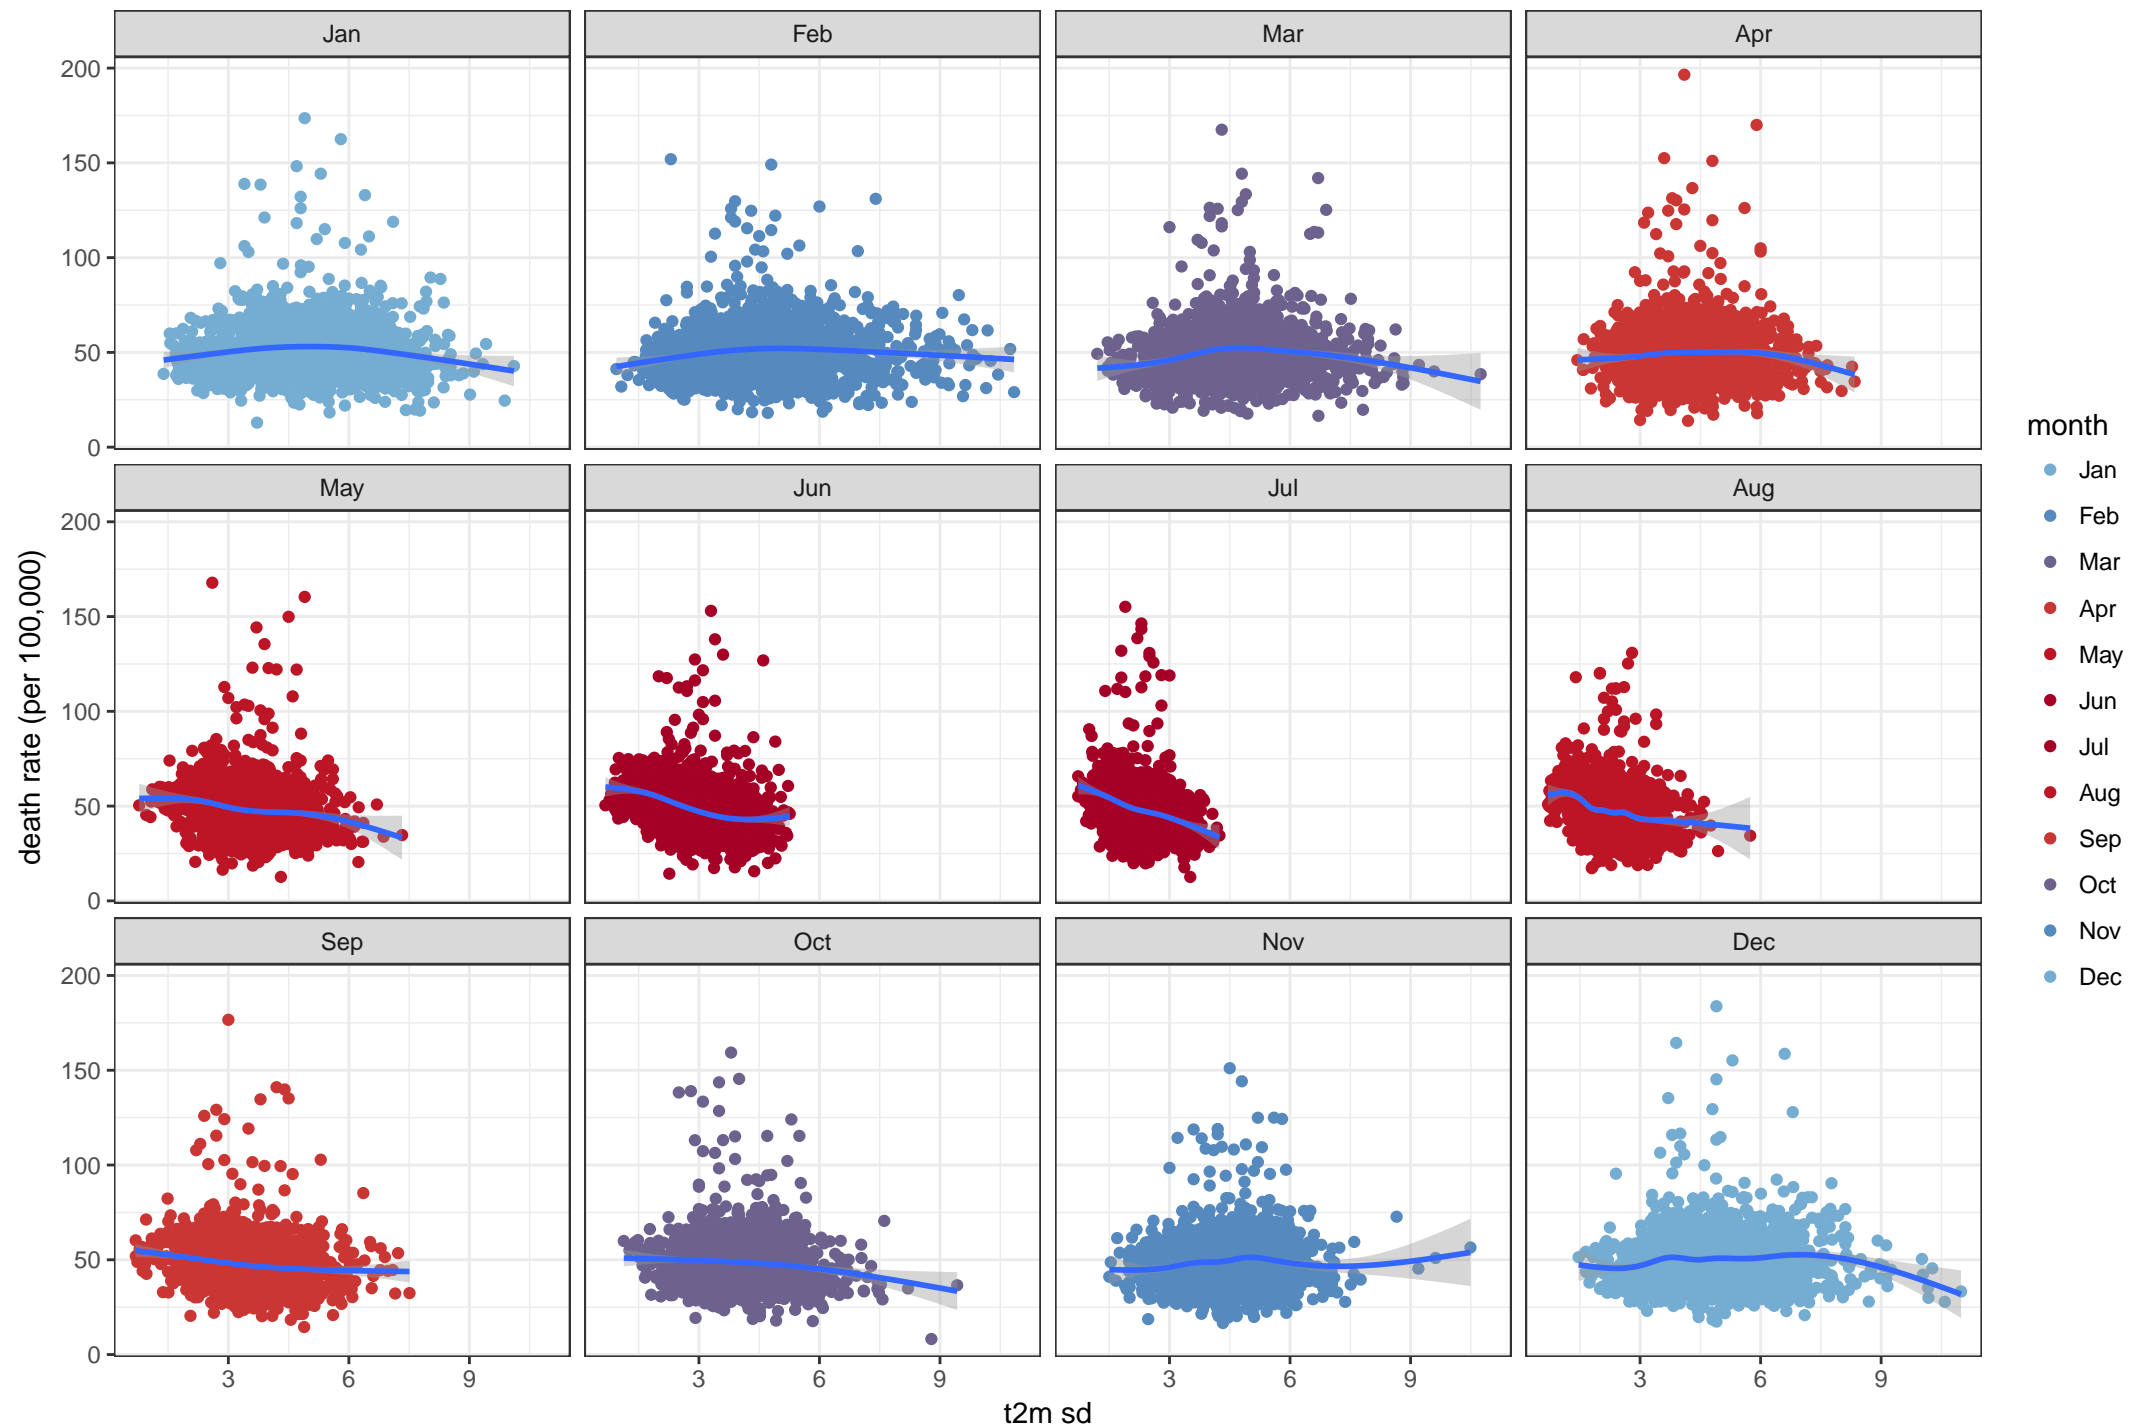 Jan Feb Mar Apr
200
150
100
50
0
May Jun Jul Aug
200
150
100
50
0
Sep Oct Nov Dec
200
150
100
50
0
3 6 9 3 6 9 3 6 9 3 6 9
t2m sd
death rate (per 100,000)
month
Jan
Feb
Mar
Apr
May
Jun
Jul
Aug
Sep
Oct
Nov
Dec